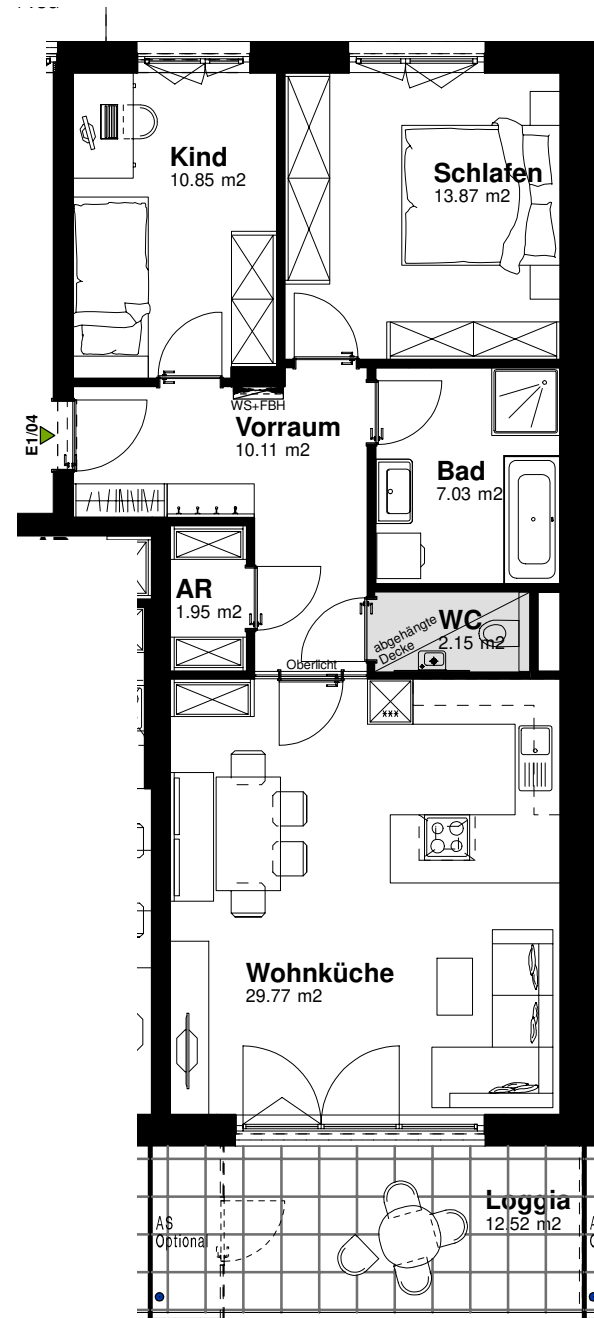 Kind
10.85 m2
Schlafen
13.87 m2
E1/04
WS+FBH
Vorraum
10.11 m2
Bad
7.03 m2
AR
1.95 m2
abgehängte
Decke
WC
2.15 m2
Oberlicht
***
Wohnküche
29.77 m2
Loggia
12.52 m2
AS
Optional